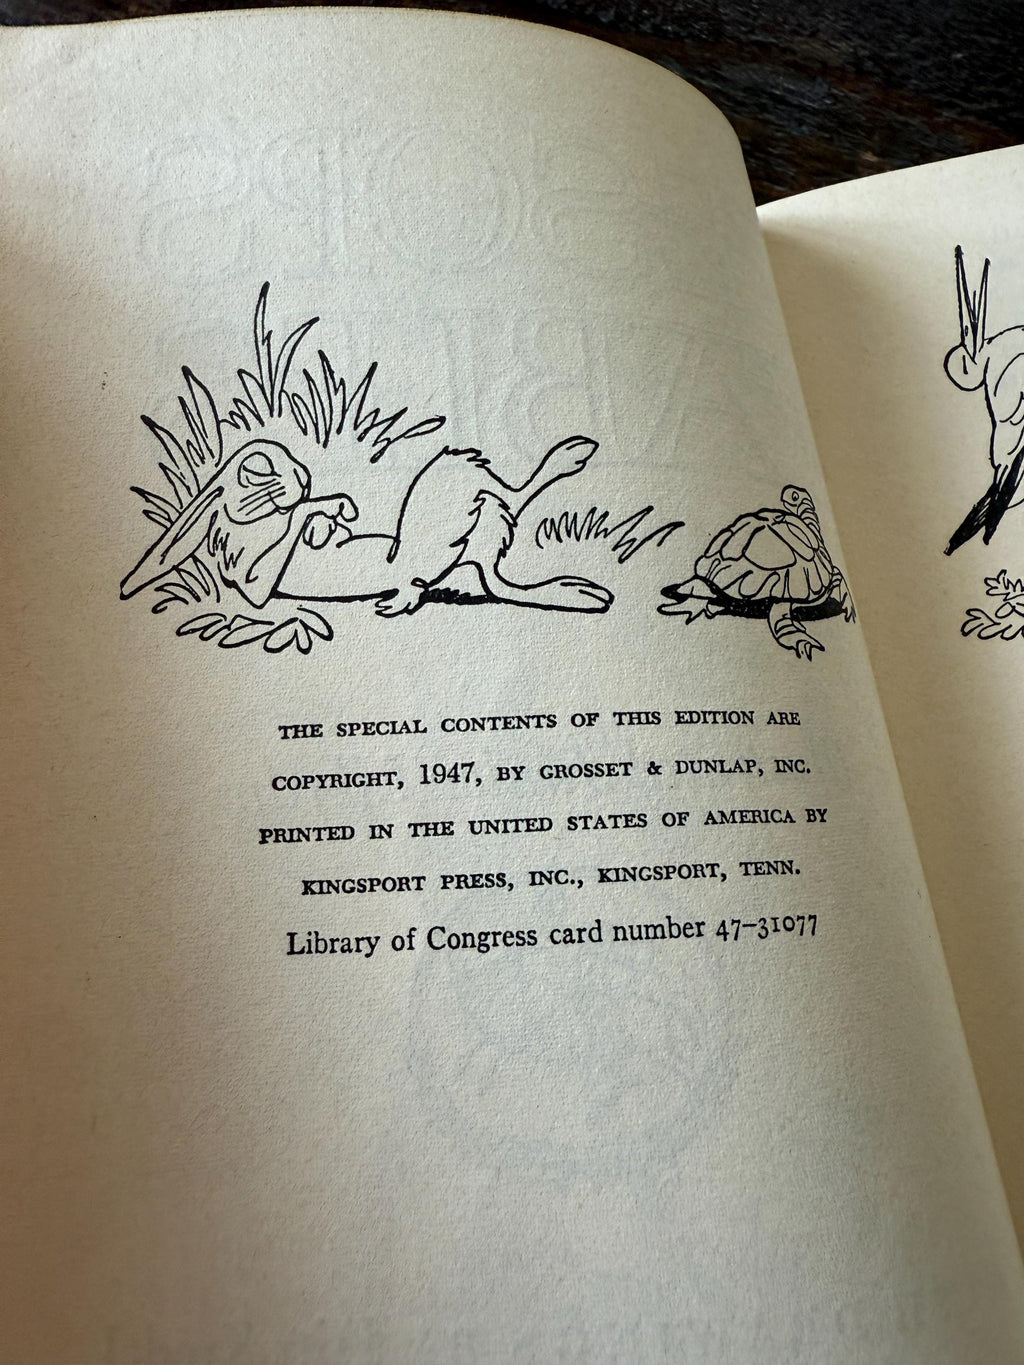 THE SPECIAL CONTENTS OF THIS EDITION ARE
COPYRIGHT, 1947, BY GROSSET & DUNLAP, INC.
PRINTED IN THE UNITED STATES OF AMERICA BY
KINGSPORT PRESS, INC., KINGSPORT, TENN.
Library of Congress card number 47-31077